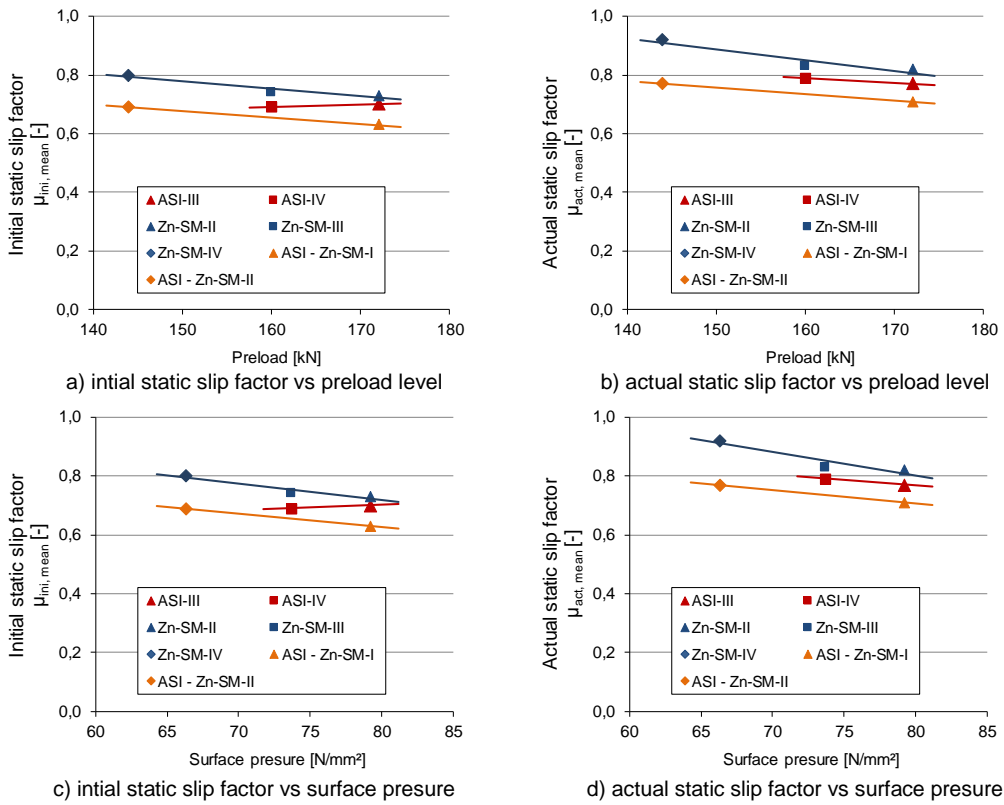 Initial static slip factor
μini, mean [-]
1,0
0,8
0,6
0,4
0,2
0,0
ASI-III
ASI-IV
Zn-SM-II
Zn-SM-III
Zn-SM-IV
ASI - Zn-SM-I
ASI - Zn-SM-II
140 150 160 170 180
Preload [kN]
a) intial static slip factor vs preload level
Actual static slip factor
μact, mean [-]
1,0
0,8
0,6
0,4
0,2
0,0
ASI-III
ASI-IV
Zn-SM-II
Zn-SM-III
Zn-SM-IV
ASI - Zn-SM-I
ASI - Zn-SM-II
140 150 160 170 180
Preload [kN]
b) actual static slip factor vs preload level
Initial static slip factor
μini, mean [-]
1,0
0,8
0,6
0,4
0,2
0,0
ASI-III
ASI-IV
Zn-SM-II
Zn-SM-III
Zn-SM-IV
ASI - Zn-SM-I
ASI - Zn-SM-II
60 65 70 75 80 85
Surface presure [N/mm²]
c) intial static slip factor vs surface presure
Actual static slip factor
μact, mean [-]
1,0
0,8
0,6
0,4
0,2
0,0
ASI-III
ASI-IV
Zn-SM-II
Zn-SM-III
Zn-SM-IV
ASI - Zn-SM-I
ASI - Zn-SM-II
60 65 70 75 80 85
Surface presure [N/mm²]
d) actual static slip factor vs surface presure